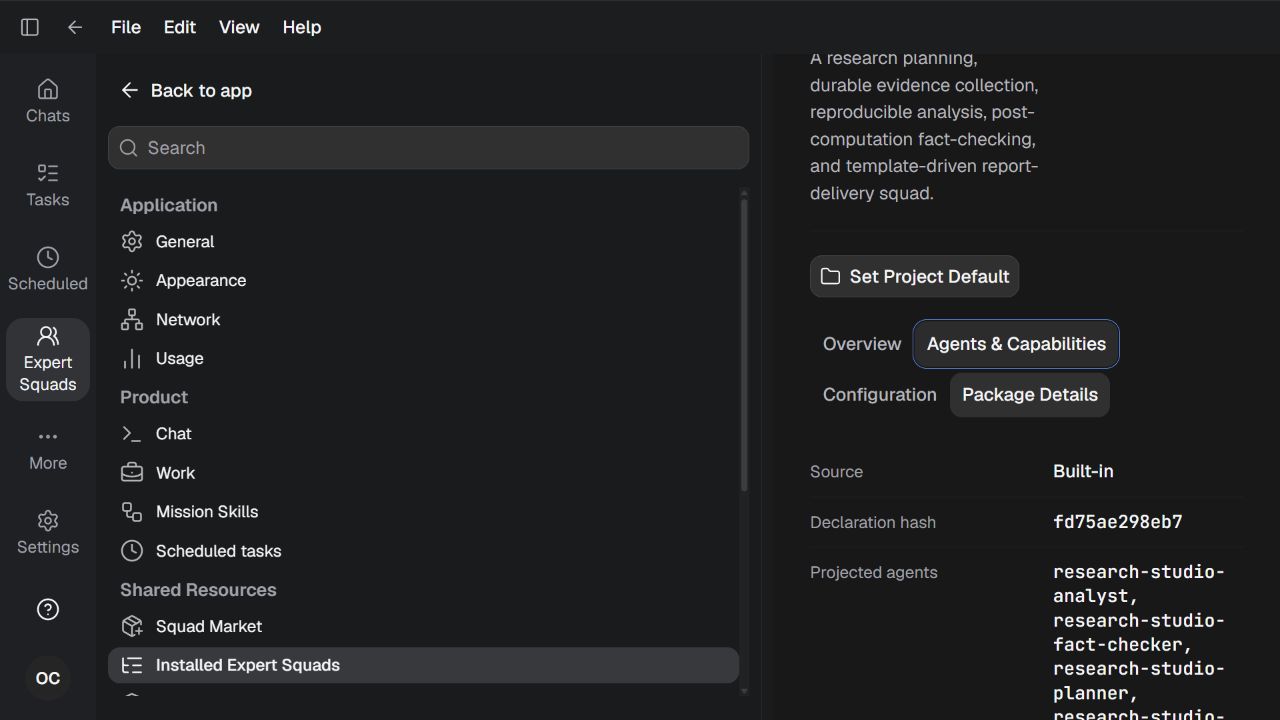 File Edit View Help
Chats
Tasks
Scheduled
Expert
Squads
More
Settings
OC
Back to app
Search
Application
General
Appearance
Network
Usage
Product
Chat
Work
Mission Skills
Scheduled tasks
Shared Resources
Squad Market
Installed Expert Squads
A research planning,
durable evidence collection,
reproducible analysis, post-
computation fact-checking,
and template-driven report-
delivery squad.
Set Project Default
Overview Agents & Capabilities
Configuration Package Details
Source Built-in
Declaration hash fd75ae298eb7
Projected agents research-studio-
analyst,
research-studio-
fact-checker,
research-studio-
planner,
research-studio-